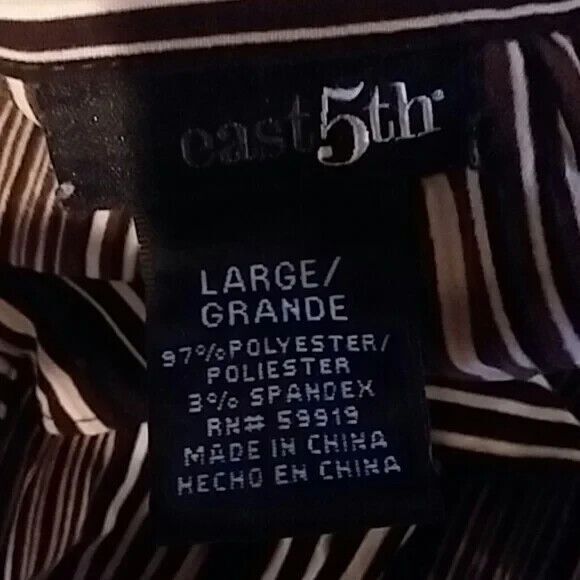 east5th®
LARGE/
GRANDE
97%POLYESTER/
POLIESTER
3% SPANDEX
RN# 59919
MADE IN CHINA
HECHO EN CHINA